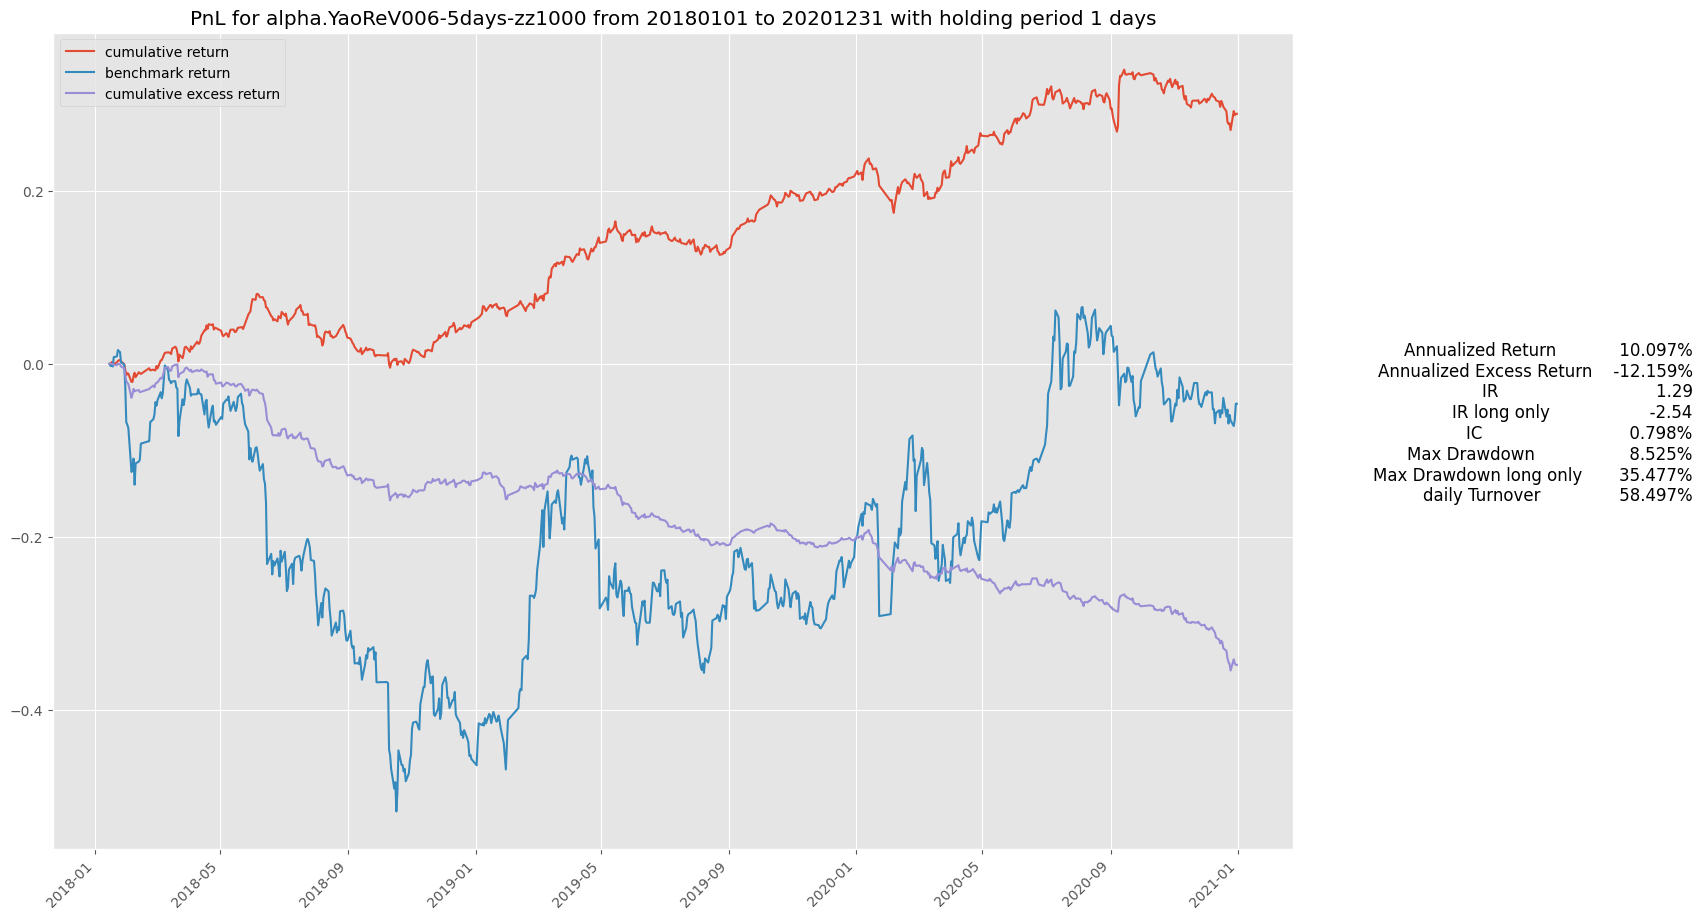 PnL for alpha.YaoReV006-5days-zz1000 from 20180101 to 20201231 with holding period 1 days
cumulative return
benchmark return
cumulative excess return
0.2
0.0
−0.2
−0.4
2018-01
2018-05
2018-09
2019-01
2019-05
2019-09
2020-01
2020-05
2020-09
2021-01
Annualized Return 10.097%
Annualized Excess Return -12.159%
IR 1.29
IR long only -2.54
IC 0.798%
Max Drawdown 8.525%
Max Drawdown long only 35.477%
daily Turnover 58.497%